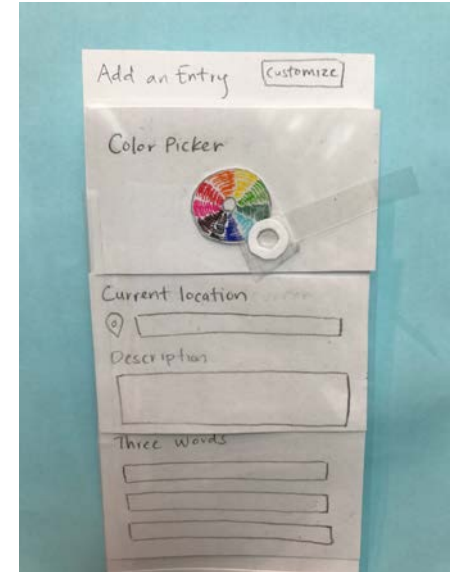 Add an Entry
Customize
Color Picker
Current location
Description
Three Words